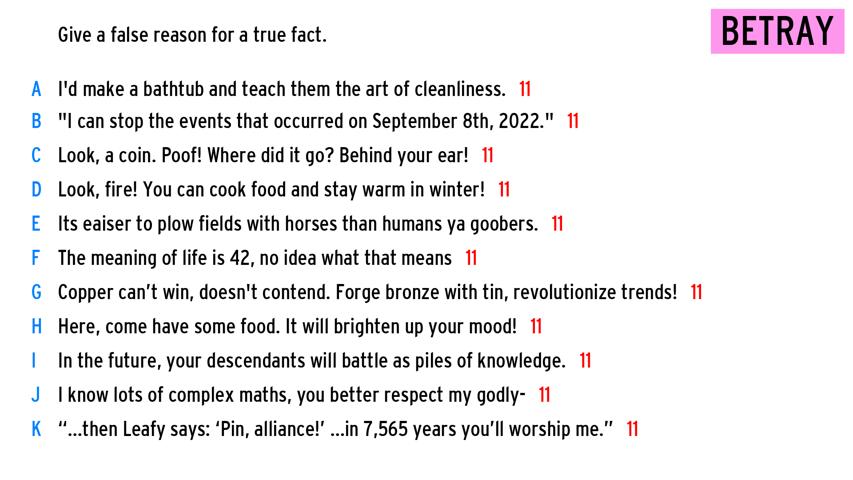 Give a false reason for a true fact.
BETRAY
A I'd make a bathtub and teach them the art of cleanliness. 11
B "I can stop the events that occurred on September 8th, 2022." 11
C Look, a coin. Poof! Where did it go? Behind your ear! 11
D Look, fire! You can cook food and stay warm in winter! 11
E Its eaiser to plow fields with horses than humans ya goobers. 11
F The meaning of life is 42, no idea what that means 11
G Copper can’t win, doesn't contend. Forge bronze with tin, revolutionize trends! 11
H Here, come have some food. It will brighten up your mood! 11
I In the future, your descendants will battle as piles of knowledge. 11
J I know lots of complex maths, you better respect my godly- 11
K “...then Leafy says: ‘Pin, alliance!’ ...in 7,565 years you’ll worship me.” 11